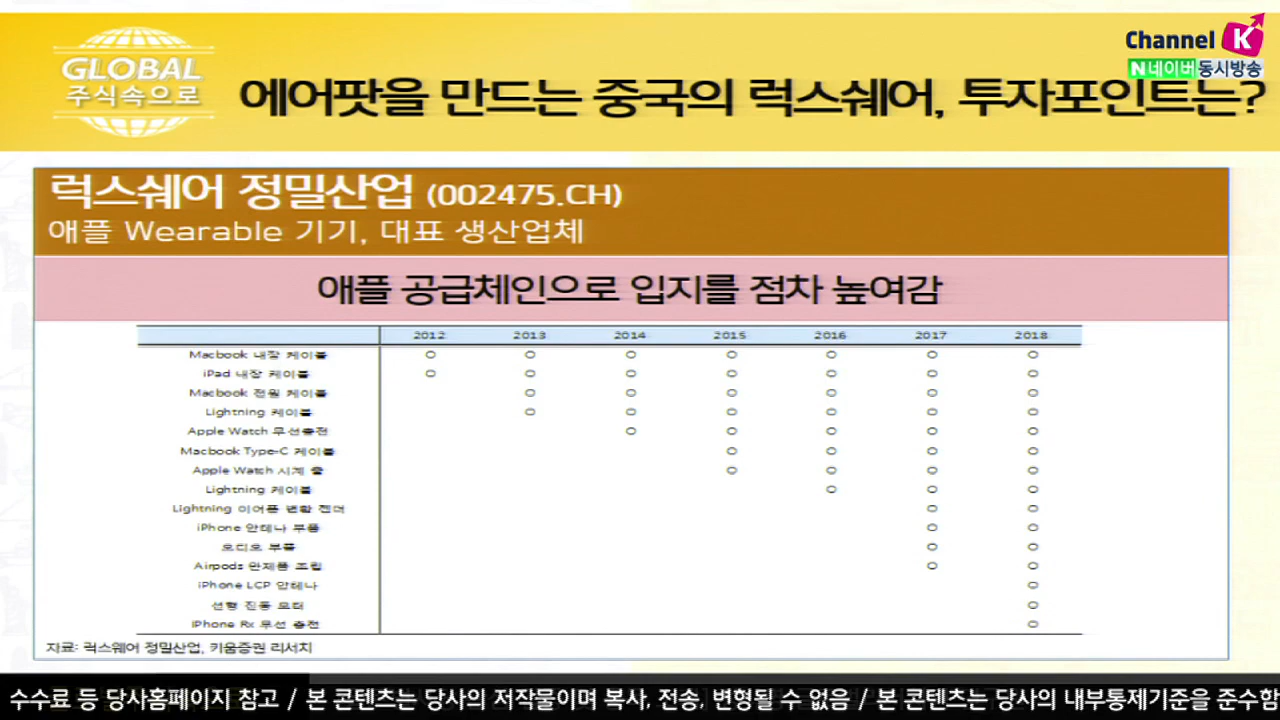 GLOBAL
주식속으로
에어팟을 만드는 중국의 럭스쉐어, 투자포인트는?
Channel K
N 네이버 동시방송
럭스쉐어 정밀산업 (002475.CH)
애플 Wearable 기기, 대표 생산업체
애플 공급체인으로 입지를 점차 높여감
2012 2013 2014 2015 2016 2017 2018
Macbook 내장 케이블 ○ ○ ○ ○ ○ ○ ○
iPad 내장 케이블 ○ ○ ○ ○ ○ ○ ○
Macbook 전원 케이블 ○ ○ ○ ○ ○ ○
Lightning 케이블 ○ ○ ○ ○ ○ ○
Apple Watch 무선충전 ○ ○ ○ ○ ○
Macbook Type-C 케이블 ○ ○ ○ ○
Apple Watch 시계 줄 ○ ○ ○ ○
Lightning 케이블 ○ ○ ○
Lightning 이어폰 변환 젠더 ○ ○
iPhone 안테나 부품 ○ ○
오디오 부품 ○ ○
Airpods 완제품 조립 ○ ○
iPhone LCP 안테나 ○
선형 진동 모터 ○
iPhone Rx 무선 충전 ○
자료: 럭스웨어 정밀산업, 키움증권 리서치
수수료 등 당사홈페이지 참고 / 본 콘텐츠는 당사의 저작물이며 복사, 전송, 변형될 수 없음 / 본 콘텐츠는 당사의 내부통제기준을 준수함